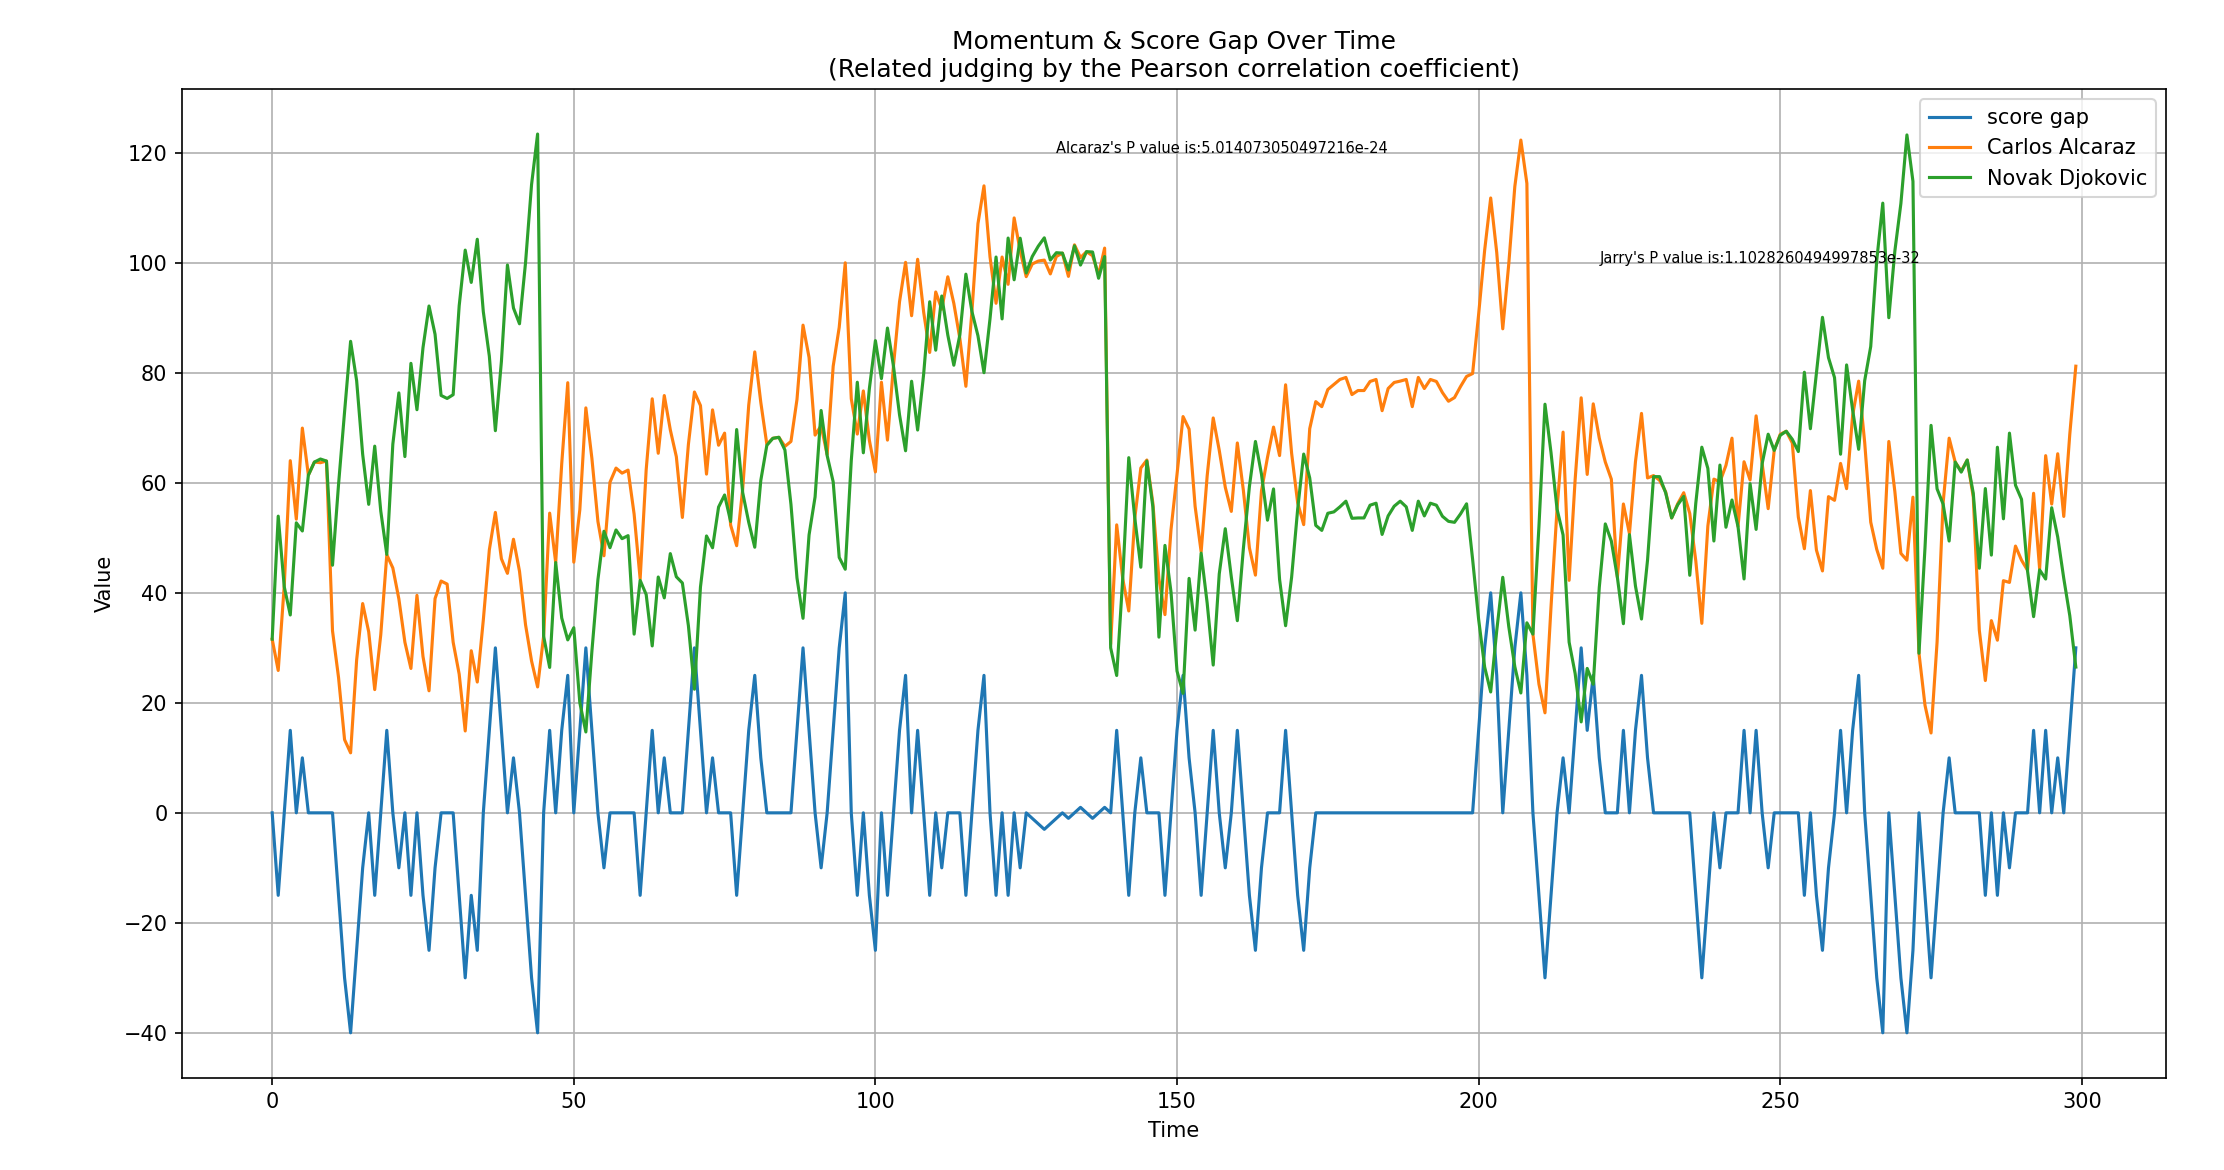 Momentum & Score Gap Over Time
(Related judging by the Pearson correlation coefficient)
score gap
Carlos Alcaraz
Novak Djokovic
Alcaraz's P value is:5.014073050497216e-24
Jarry's P value is:1.1028260494997853e-32
Value
120
100
80
60
40
20
0
−20
−40
0 50 100 150 200 250 300
Time